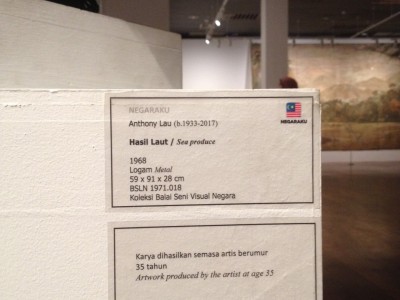 NEGARAKU
Anthony Lau (b.1933-2017)
NEGARAKU
Hasil Laut / Sea produce
1968
Logam Metal
59 x 91 x 28 cm
BSLN 1971.018
Koleksi Balai Seni Visual Negara
Karya dihasilkan semasa artis berumur
35 tahun
Artwork produced by the artist at age 35